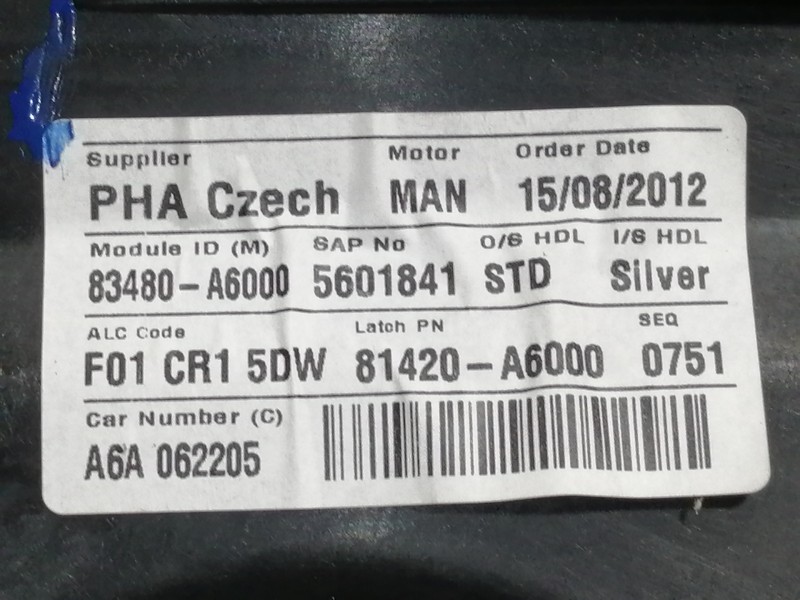 Supplier Motor Order Date
PHA Czech MAN 15/08/2012
Module ID (M) SAP No O/S HDL I/S HDL
83480-A6000 5601841 STD Silver
ALC Code Latch PN SEQ
F01 CR1 5DW 81420-A6000 0751
Car Number (C)
A6A 062205